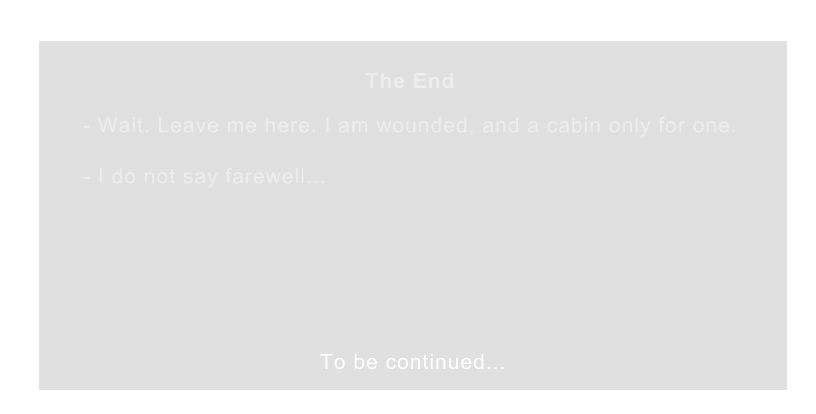 The End
- Wait. Leave me here. I am wounded, and a cabin only for one.
- I do not say farewell...
To be continued...